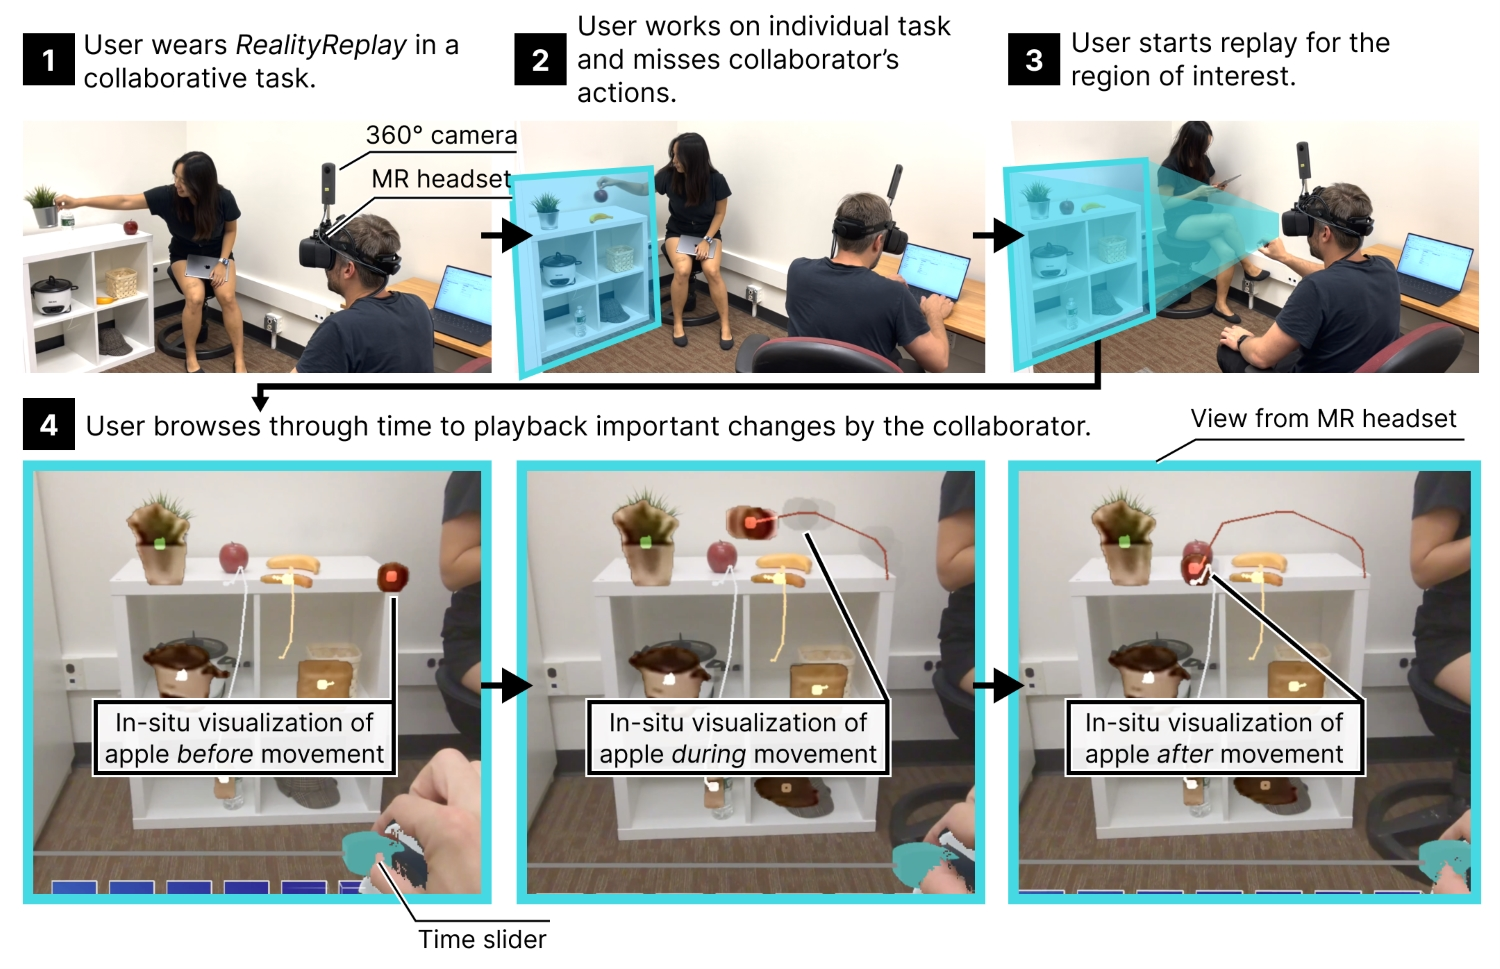 1
User wears RealityReplay in a
collaborative task.
2
User works on individual task
and misses collaborator’s
actions.
3
User starts replay for the
region of interest.
360° camera
MR headset
4
User browses through time to playback important changes by the collaborator.
View from MR headset
In-situ visualization of
apple before movement
In-situ visualization of
apple during movement
In-situ visualization of
apple after movement
Time slider